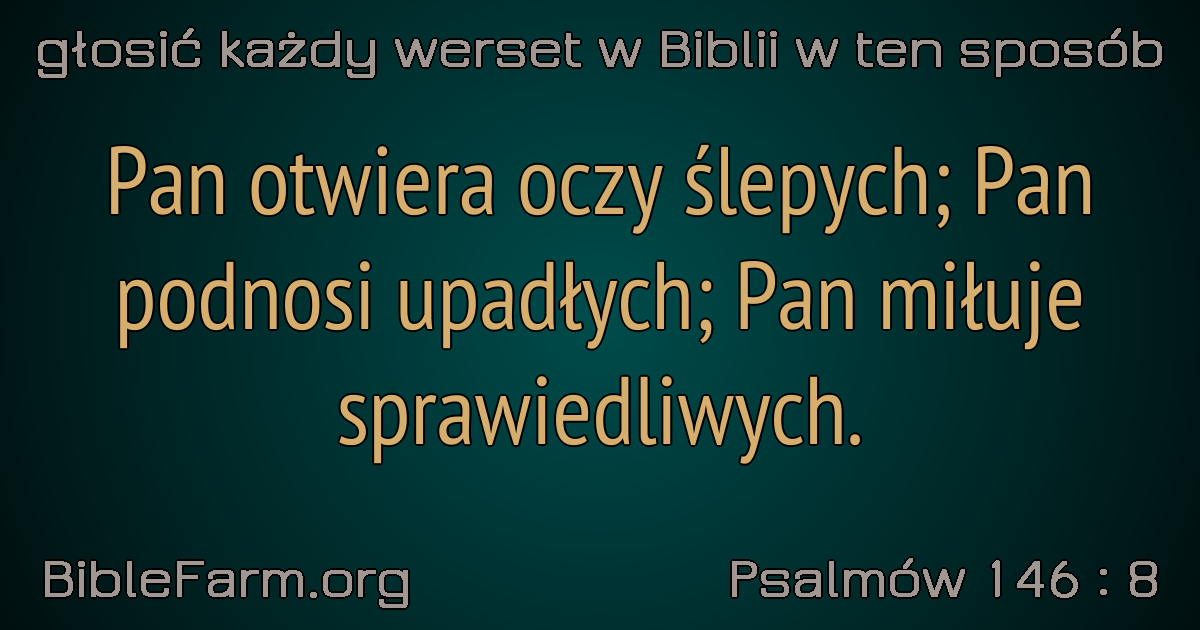 głosić każdy werset w Biblii w ten sposób
Pan otwiera oczy ślepych; Pan
podnosi upadłych; Pan miłuje
sprawiedliwych.
BibleFarm.org
Psalmów 146 : 8